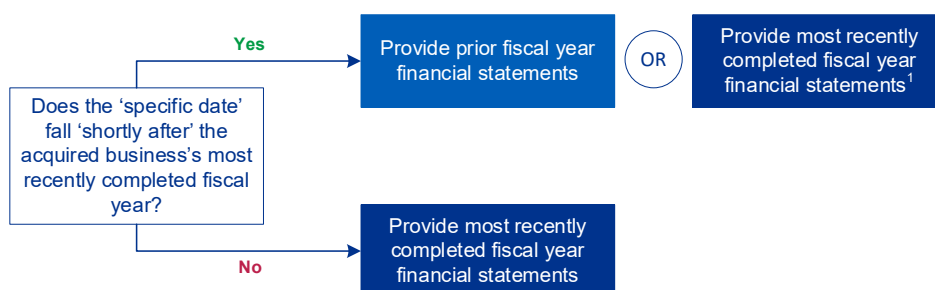 Does the ‘specific date’
fall ‘shortly after’ the
acquired business’s most
recently completed fiscal
year?
Yes
Provide prior fiscal year
financial statements
OR
Provide most recently
completed fiscal year
financial statements¹
No
Provide most recently
completed fiscal year
financial statements